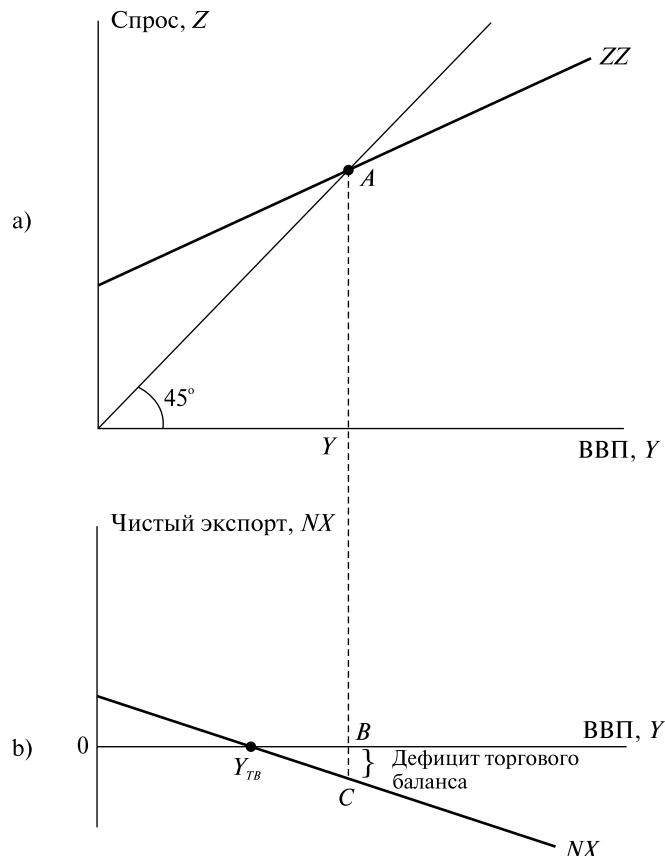 Спрос, Z
ZZ
A
a)
45°
Y
ВВП, Y
Чистый экспорт, NX
B
ВВП, Y
b)
0
Y_TB
}
Дефицит торгового
баланса
C
NX